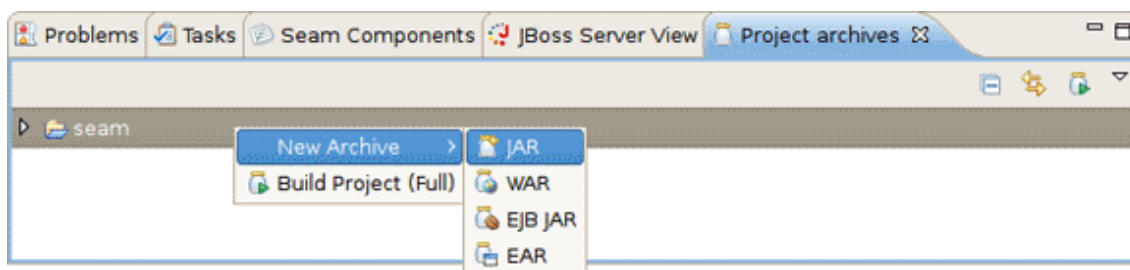 Problems Tasks Seam Components JBoss Server View Project archives
seam
New Archive JAR
Build Project (Full) WAR
EJB JAR
EAR